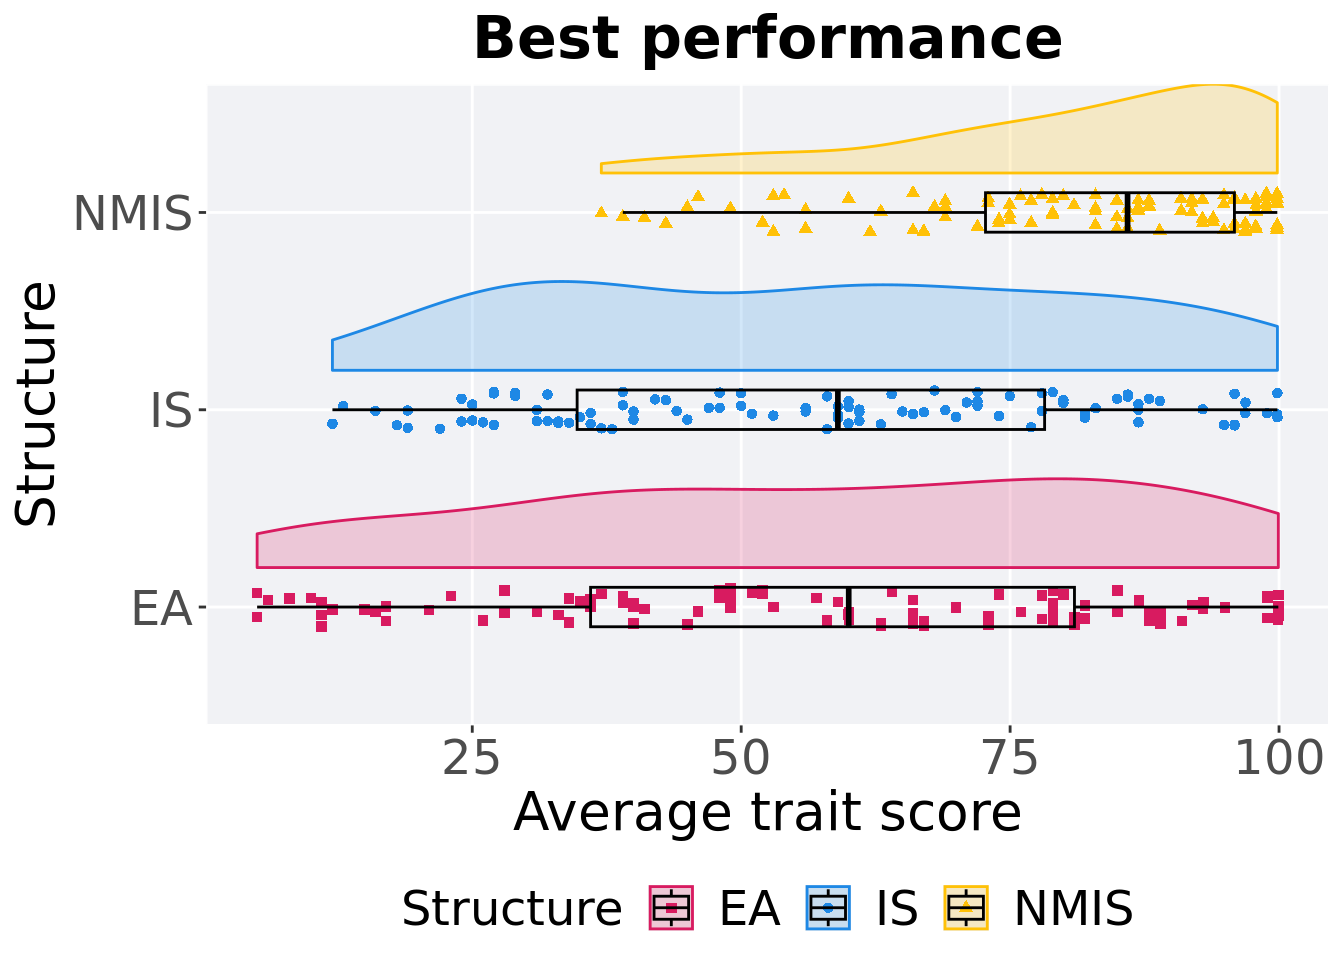 Best performance
NMIS
IS
EA
Structure
25 50 75 100
Average trait score
Structure EA IS NMIS